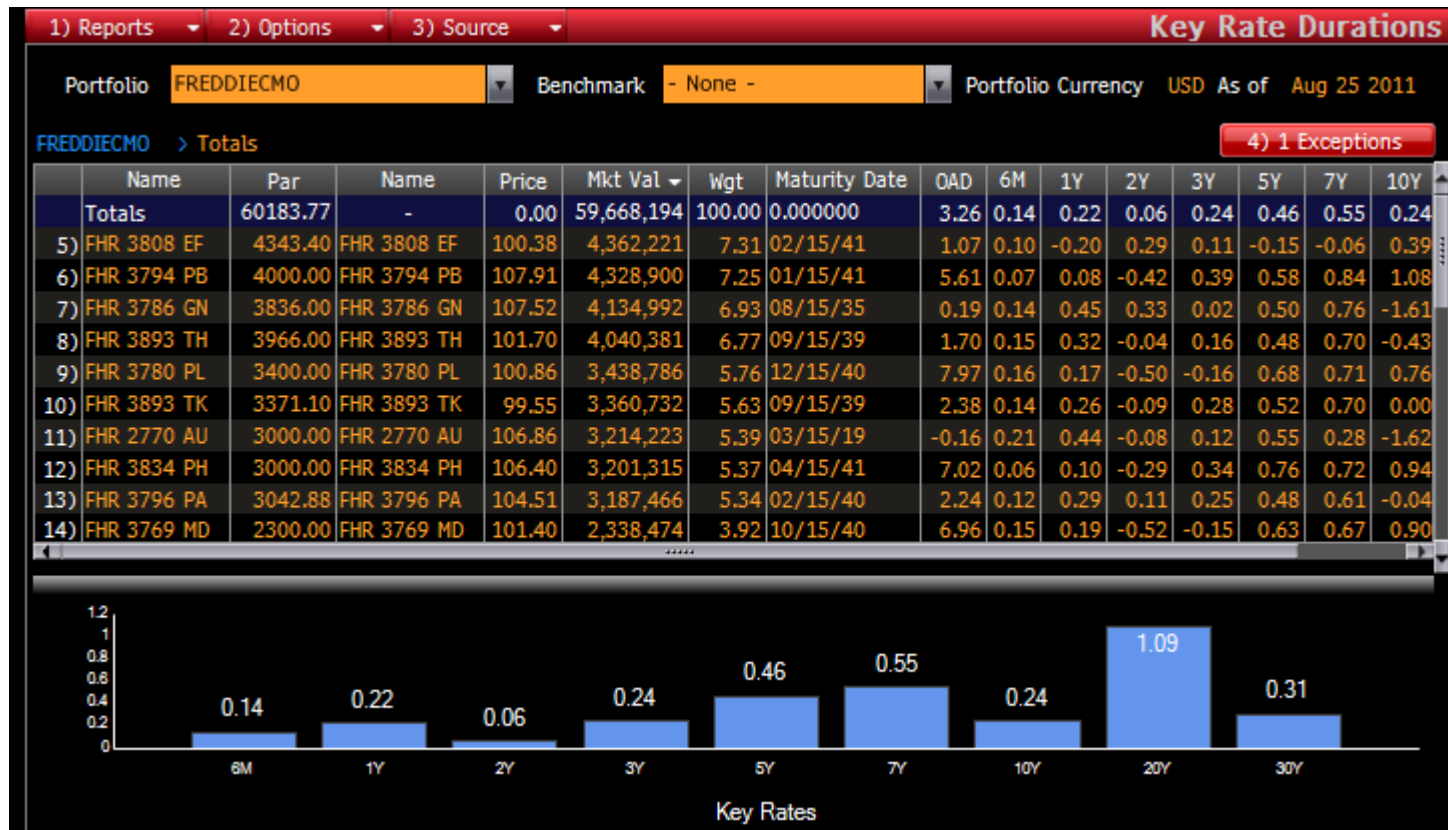 1) Reports 2) Options 3) Source Key Rate Durations
Portfolio FREDDIECMO Benchmark - None - Portfolio Currency USD As of Aug 25 2011
FREDDIECMO > Totals 4) 1 Exceptions
Name Par Name Price Mkt Val Wgt Maturity Date OAD 6M 1Y 2Y 3Y 5Y 7Y 10Y
Totals 60183.77 - 0.00 59,668,194 100.00 0.000000 3.26 0.14 0.22 0.06 0.24 0.46 0.55 0.24
5) FHR 3808 EF 4343.40 FHR 3808 EF 100.38 4,362,221 7.31 02/15/41 1.07 0.10 -0.20 0.29 0.11 -0.15 -0.06 0.39
6) FHR 3794 PB 4000.00 FHR 3794 PB 107.91 4,328,900 7.25 01/15/41 5.61 0.07 0.08 -0.42 0.39 0.58 0.84 1.08
7) FHR 3786 GN 3836.00 FHR 3786 GN 107.52 4,134,992 6.93 08/15/35 0.19 0.14 0.45 0.33 0.02 0.50 0.76 -1.61
8) FHR 3893 TH 3966.00 FHR 3893 TH 101.70 4,040,381 6.77 09/15/39 1.70 0.15 0.32 -0.04 0.16 0.48 0.70 -0.43
9) FHR 3780 PL 3400.00 FHR 3780 PL 100.86 3,438,786 5.76 12/15/40 7.97 0.16 0.17 -0.50 -0.16 0.68 0.71 0.76
10) FHR 3893 TK 3371.10 FHR 3893 TK 99.55 3,360,732 5.63 09/15/39 2.38 0.14 0.26 -0.09 0.28 0.52 0.70 0.00
11) FHR 2770 AU 3000.00 FHR 2770 AU 106.86 3,214,223 5.39 03/15/19 -0.16 0.21 0.44 -0.08 0.12 0.55 0.28 -1.62
12) FHR 3834 PH 3000.00 FHR 3834 PH 106.40 3,201,315 5.37 04/15/41 7.02 0.06 0.10 -0.29 0.34 0.76 0.72 0.94
13) FHR 3796 PA 3042.88 FHR 3796 PA 104.51 3,187,466 5.34 02/15/40 2.24 0.12 0.29 0.11 0.25 0.48 0.61 -0.04
14) FHR 3769 MD 2300.00 FHR 3769 MD 101.40 2,338,474 3.92 10/15/40 6.96 0.15 0.19 -0.52 -0.15 0.63 0.67 0.90
1.2
1
0.8
0.6
0.4
0.2
0
0.14 0.22 0.06 0.24 0.46 0.55 0.24 1.09 0.31
6M 1Y 2Y 3Y 5Y 7Y 10Y 20Y 30Y
Key Rates